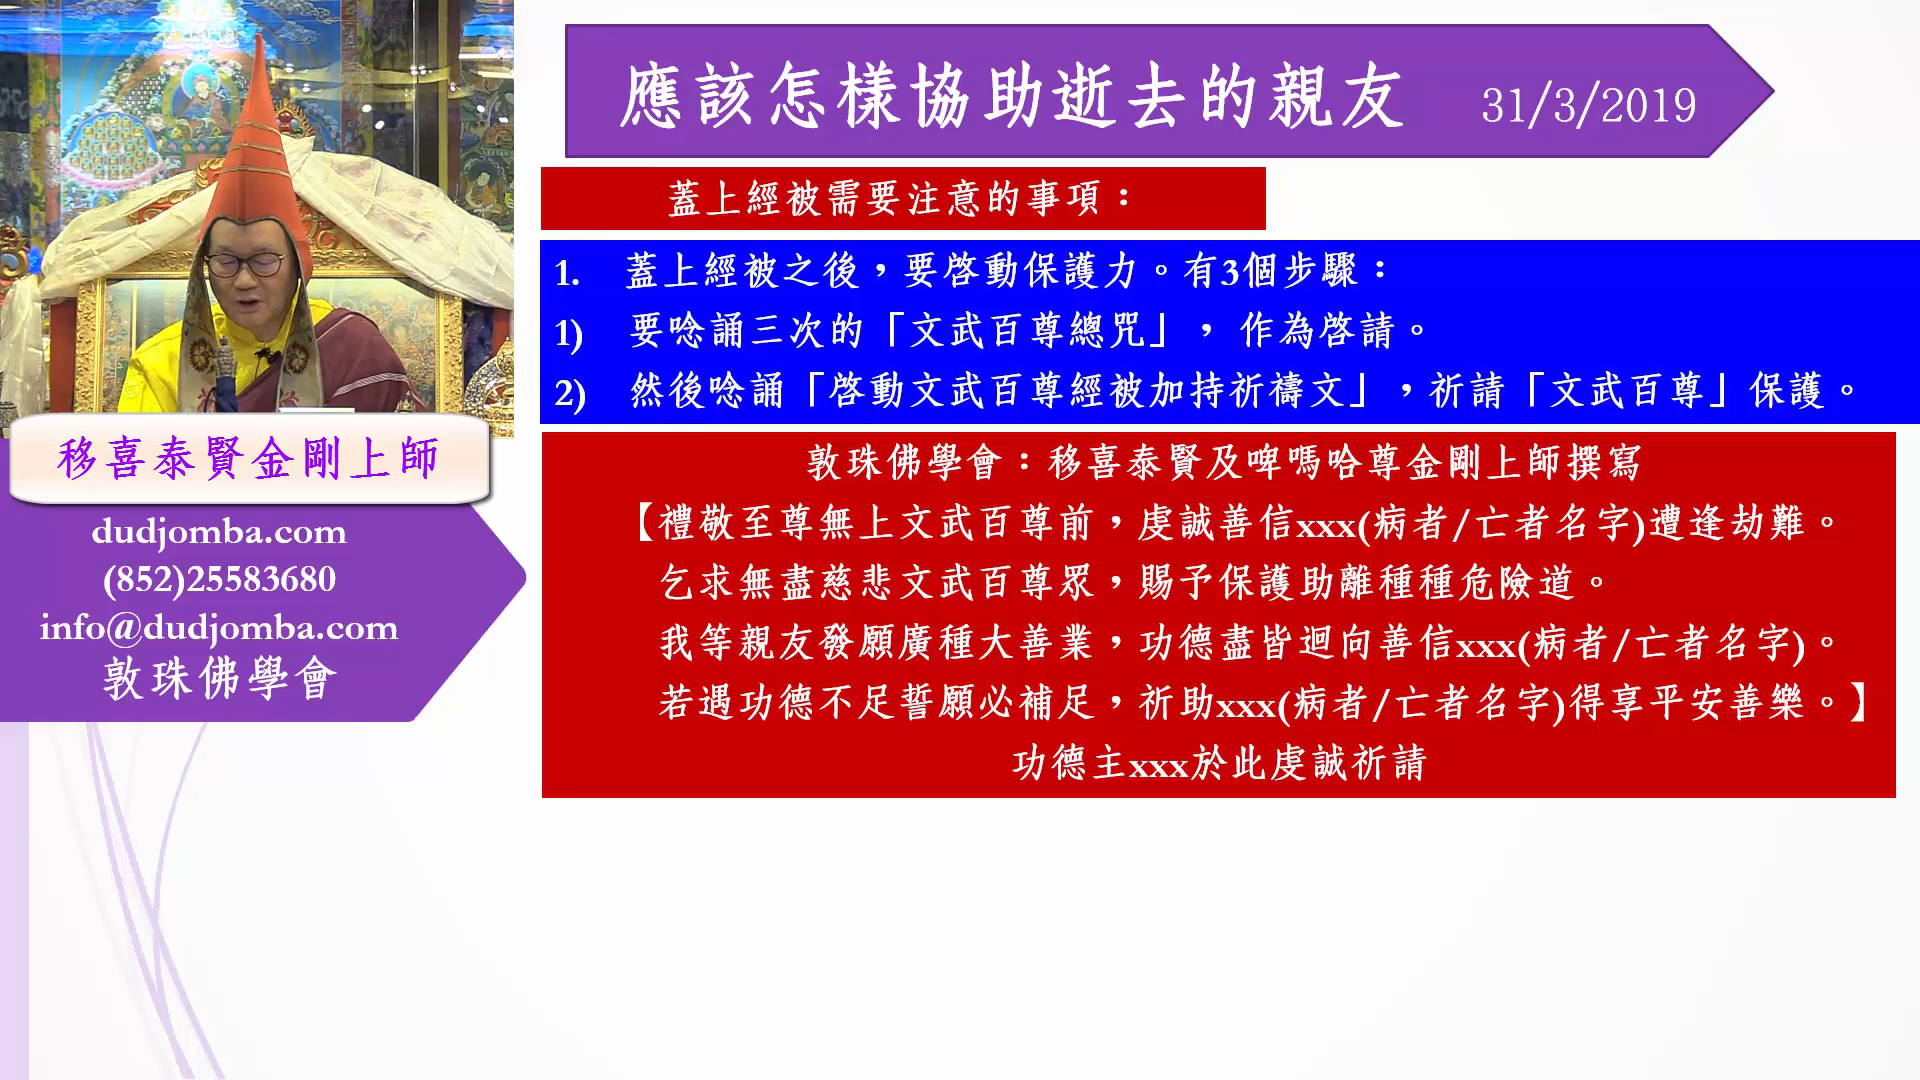 應該怎樣協助逝去的親友 31/3/2019
蓋上經被需要注意的事項：
1. 蓋上經被之後，要啓動保護力。有3個步驟：
1) 要唸誦三次的「文武百尊總咒」， 作為啓請。
2) 然後唸誦「啓動文武百尊經被加持祈禱文」，祈請「文武百尊」保護。
敦珠佛學會：移喜泰賢及啤嗎哈尊金剛上師撰寫
【禮敬至尊無上文武百尊前，虔誠善信xxx(病者/亡者名字)遭逢劫難。
乞求無盡慈悲文武百尊眾，賜予保護助離種種危險道。
我等親友發願廣種大善業，功德盡皆迴向善信xxx(病者/亡者名字)。
若遇功德不足誓願必補足，祈助xxx(病者/亡者名字)得享平安善樂。】
功德主xxx於此虔誠祈請
移喜泰賢金剛上師
dudjomba.com
(852)25583680
info@dudjomba.com
敦珠佛學會